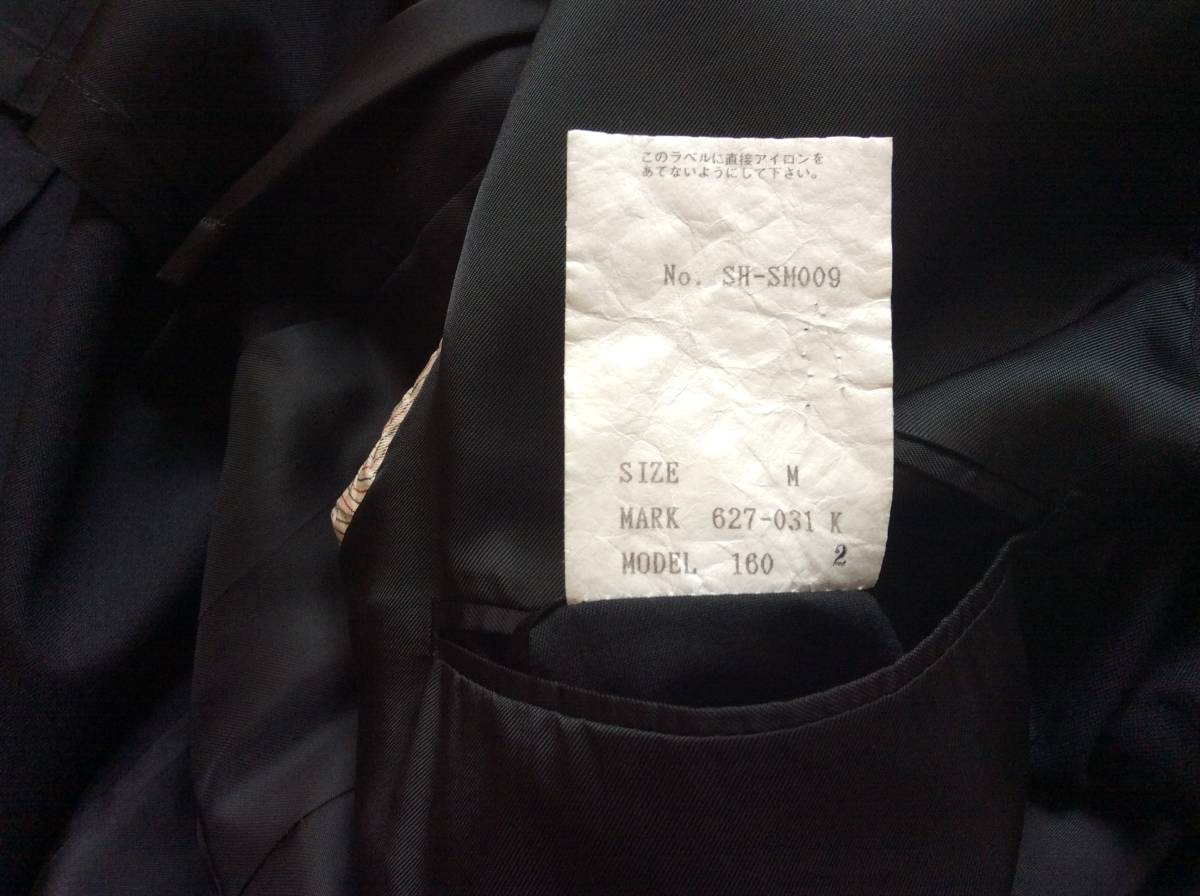 このラベルに直接アイロンを
あてないようにして下さい。
No. SH-SM009
SIZE M
MARK 627-031 K
MODEL 160 2